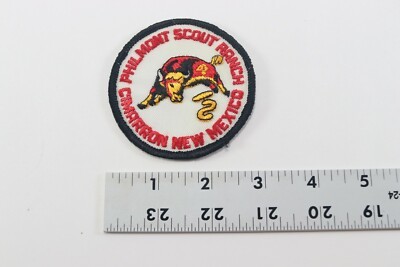 PHILMONT SCOUT RANCH
CIMARRON NEW MEXICO
1 2 3 4 5
23 22 21 20 19